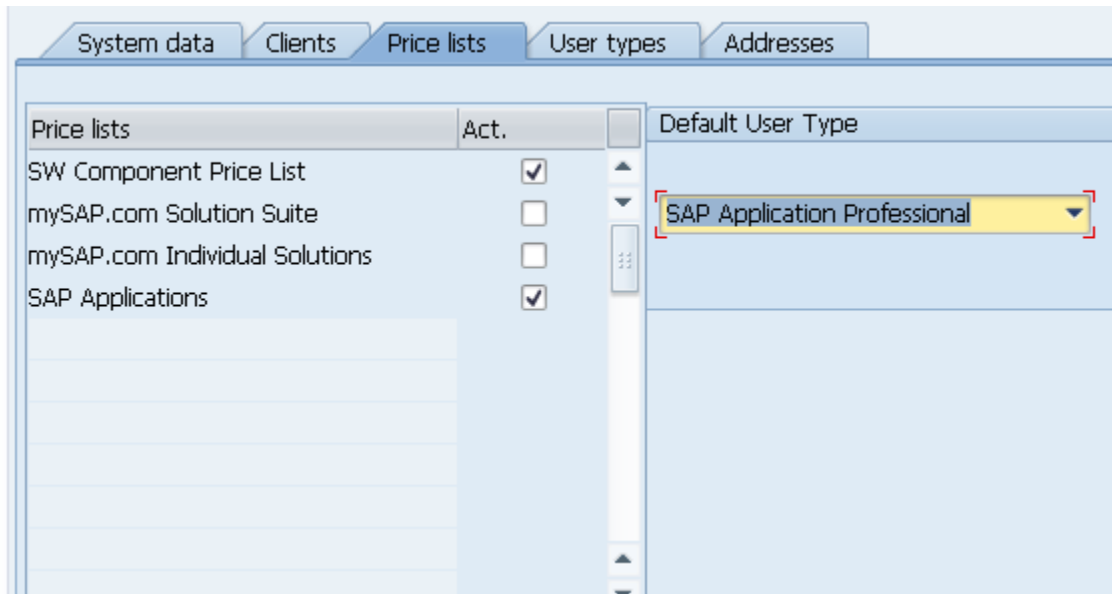 System data Clients Price lists User types Addresses
Price lists Act. Default User Type
SW Component Price List
mySAP.com Solution Suite SAP Application Professional
mySAP.com Individual Solutions
SAP Applications